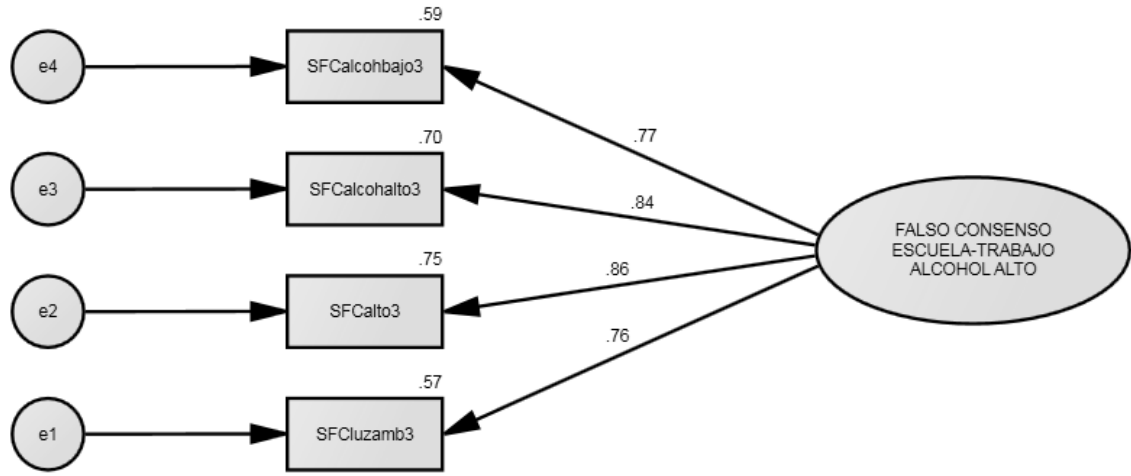 .59
e4
SFCalcohbajo3
.77
.70
e3
SFCalcohalto3
.84
FALSO CONSENSO
ESCUELA-TRABAJO
ALCOHOL ALTO
.75
e2
SFCalto3
.86
.76
.57
e1
SFCluzamb3